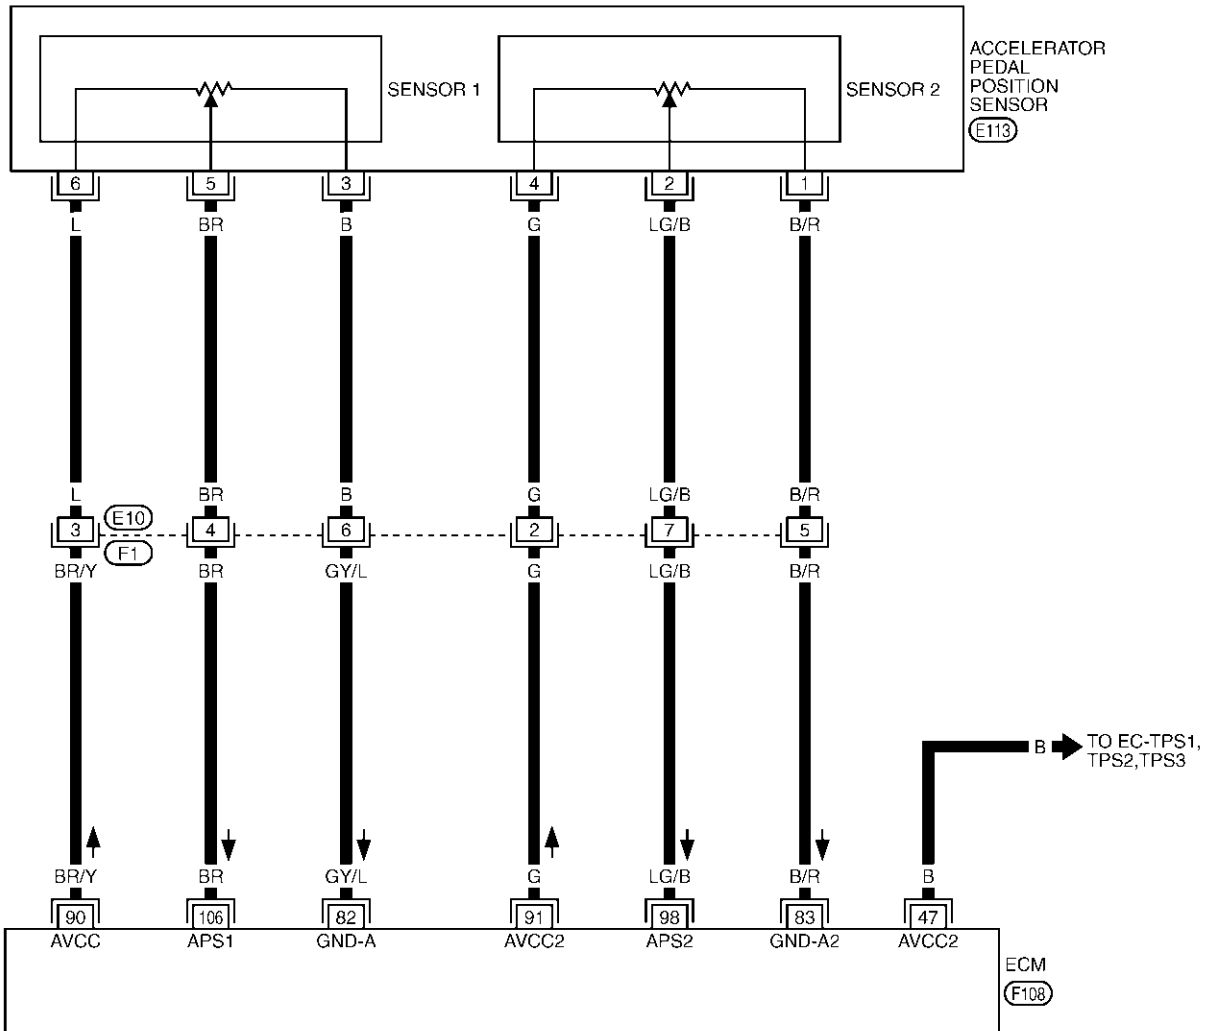 ACCELERATOR
PEDAL
POSITION
SENSOR
E113
SENSOR 1 SENSOR 2
6 5 3 4 2 1
L BR B G LG/B B/R
L BR B G LG/B B/R
3 E10 4 6 2 7 5
F1
BR/Y BR GY/L G LG/B B/R
B TO EC-TPS1,
TPS2,TPS3
BR/Y BR GY/L G LG/B B/R B
90 106 82 91 98 83 47
AVCC APS1 GND-A AVCC2 APS2 GND-A2 AVCC2
ECM
F108